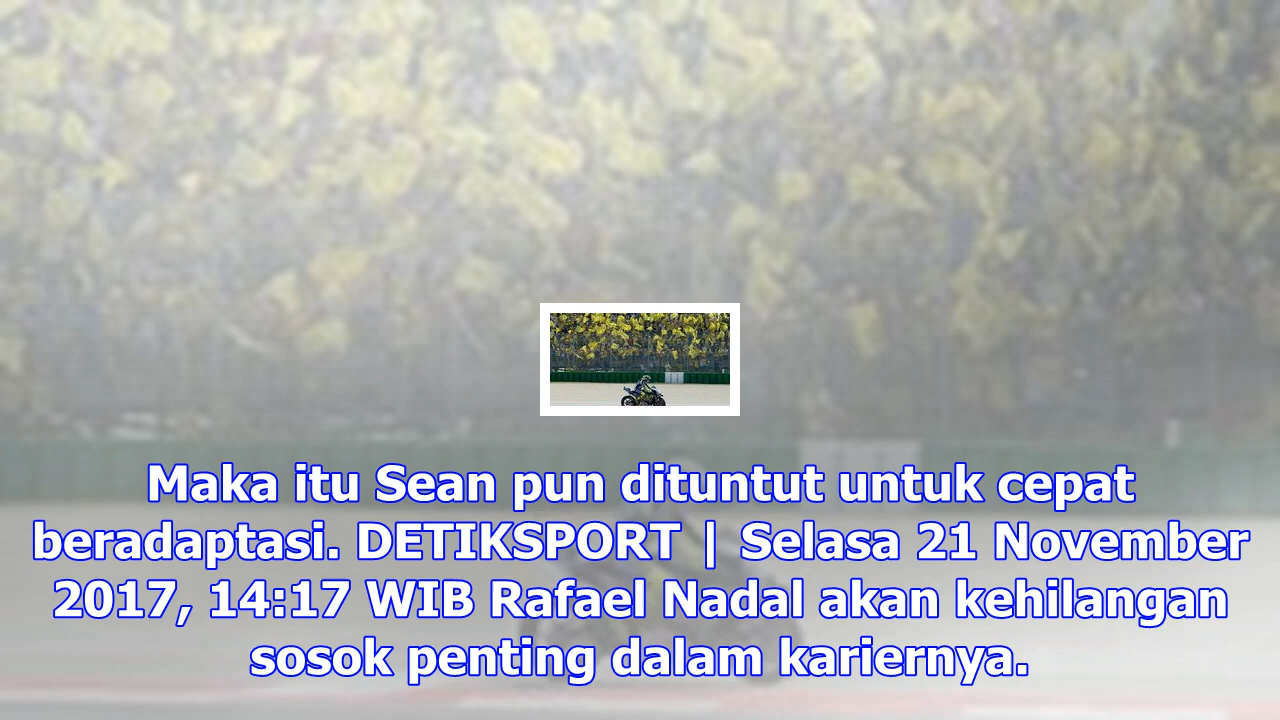 Maka itu Sean pun dituntut untuk cepat
beradaptasi. DETIKSPORT | Selasa 21 November
2017, 14:17 WIB Rafael Nadal akan kehilangan
sosok penting dalam kariernya.